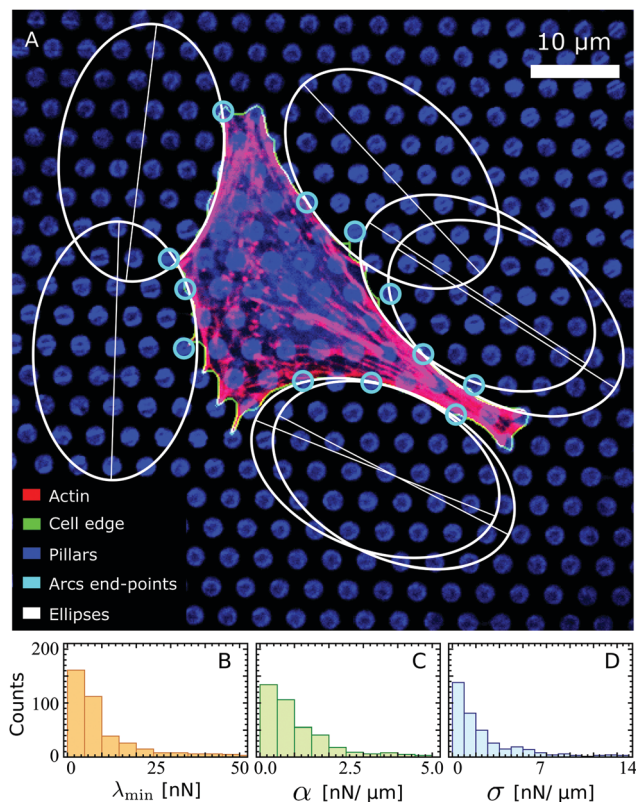 A
10 μm
Actin
Cell edge
Pillars
Arcs end-points
Ellipses
B
C
D
Counts
200
100
0
0 25 50
0.0 2.5 5.0
0 7 14
λmin [nN]
α [nN/ μm]
σ [nN/ μm]